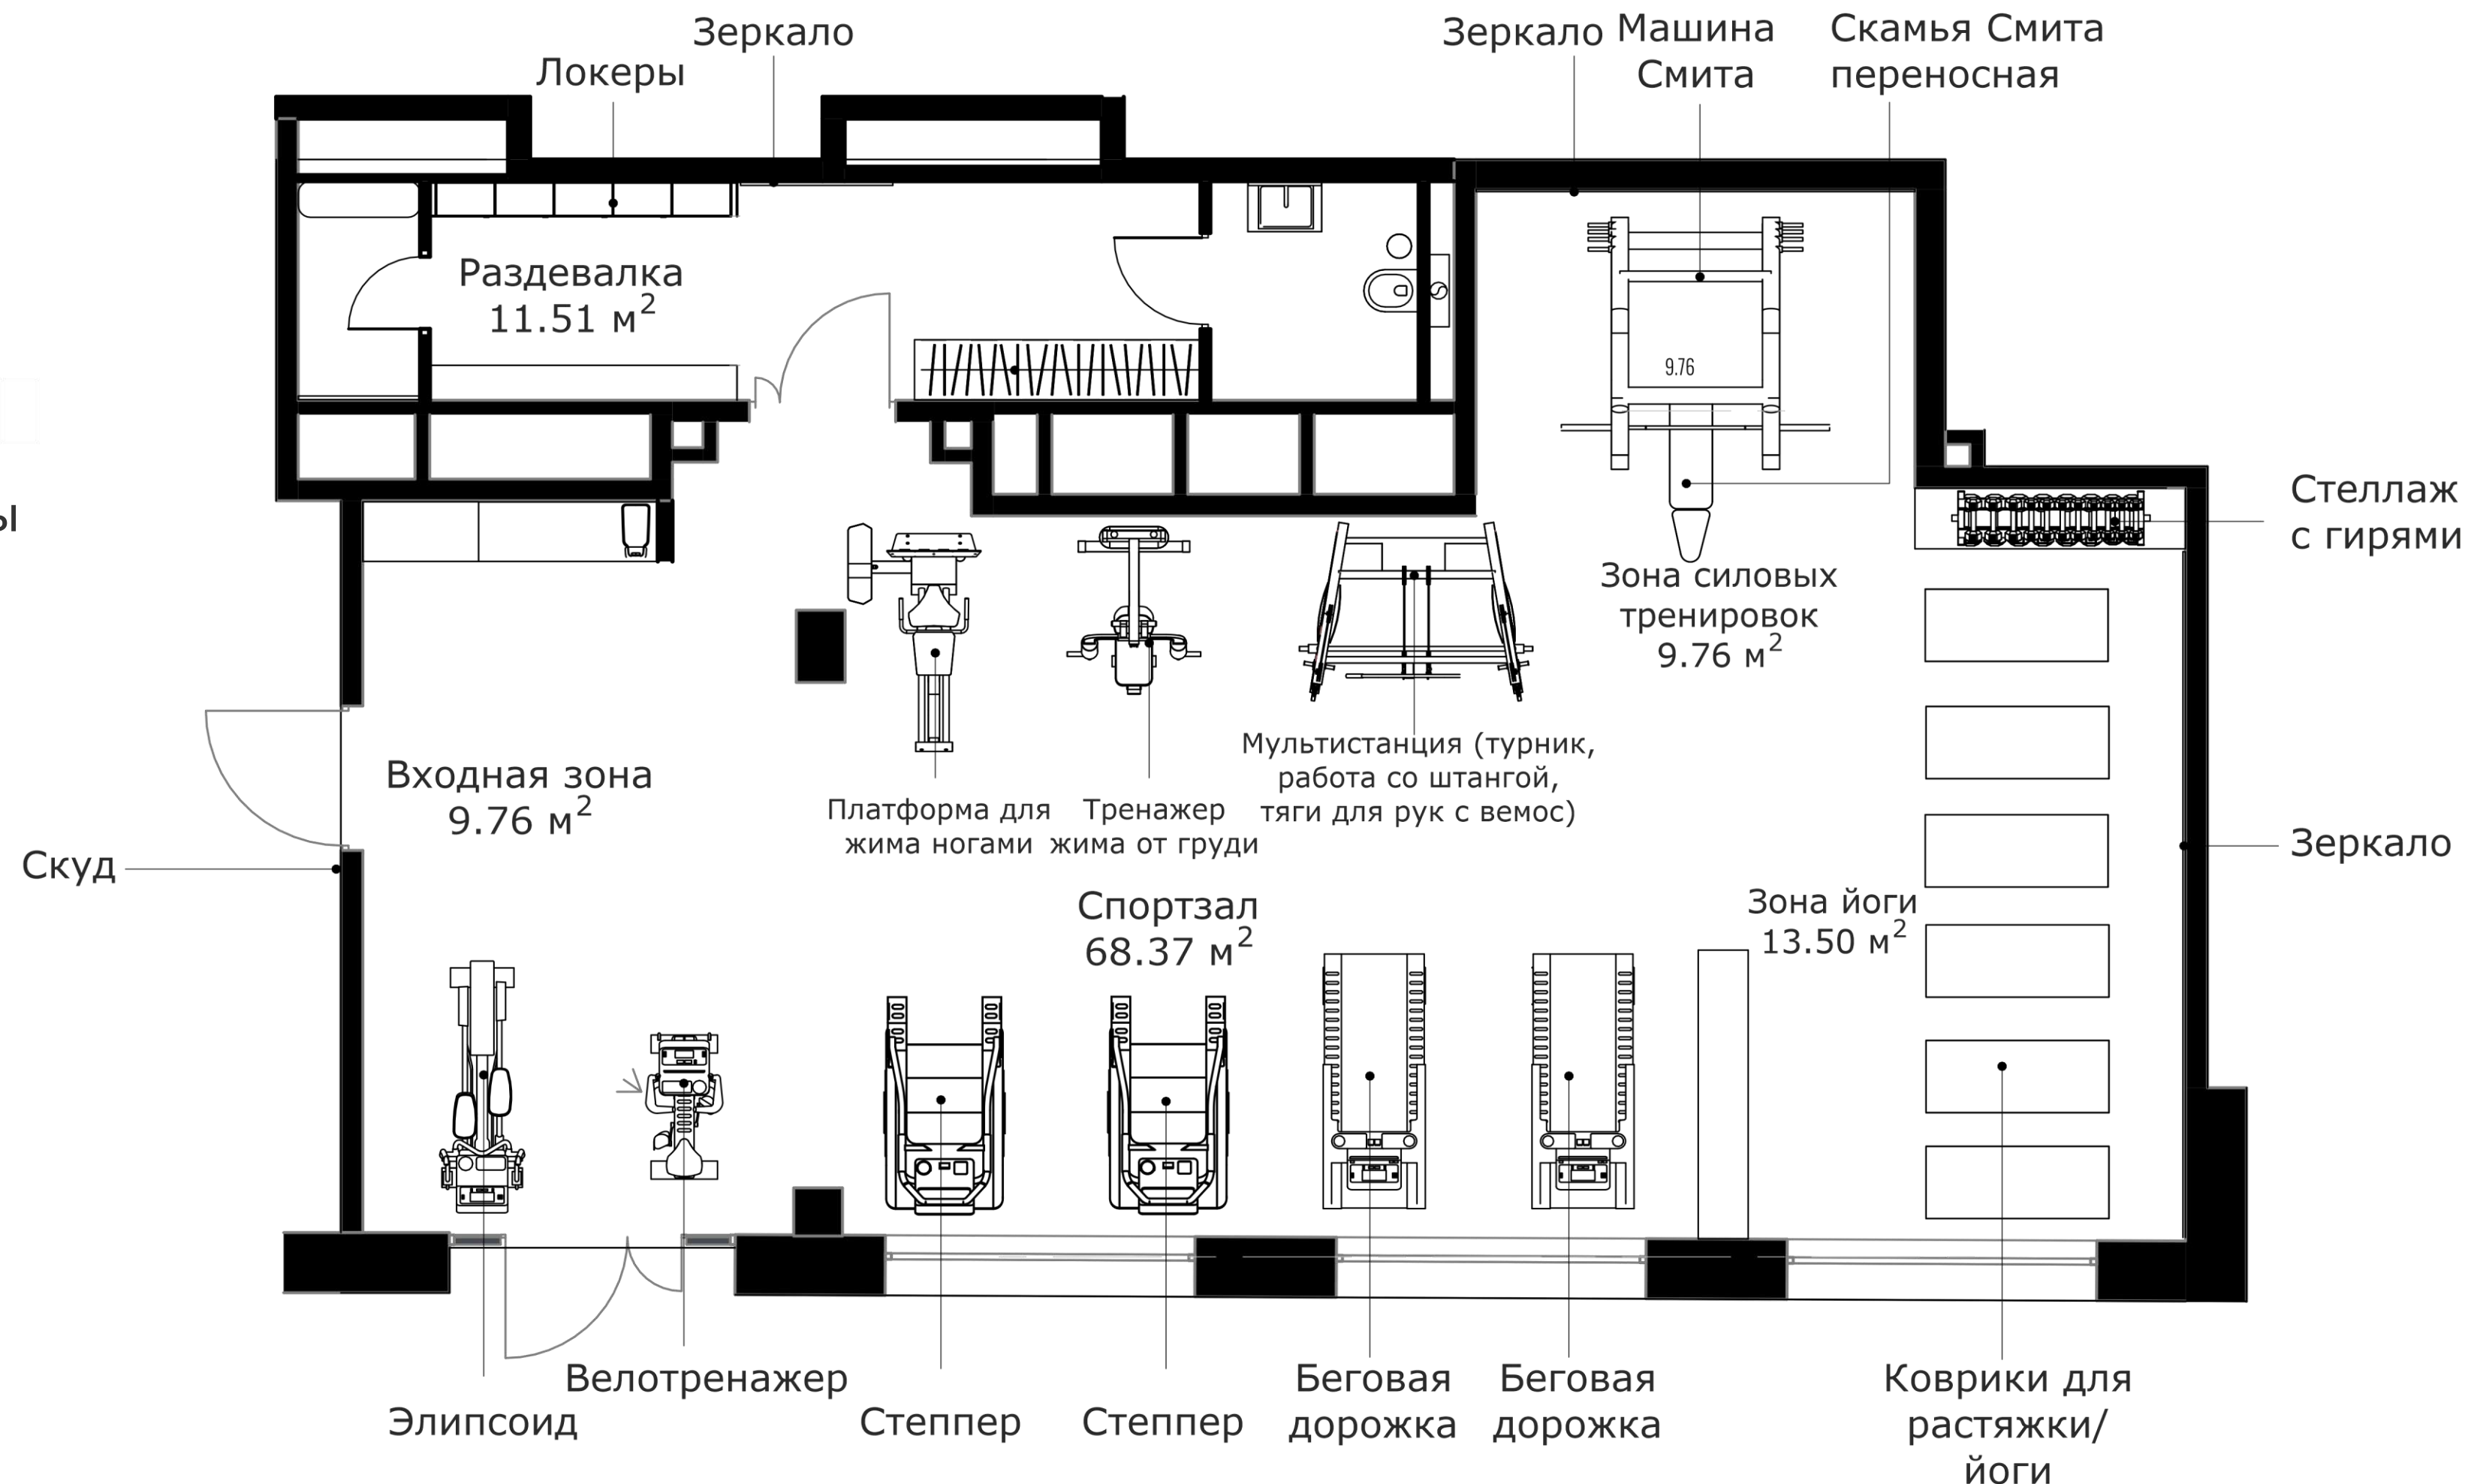 Зеркало
Зеркало
Машина
Смита
Скамья Смита
переносная
Локеры
Раздевалка
11.51 м²
9.76
ы
Стеллаж
с гирями
Зона силовых
тренировок
9.76 м²
Мультистанция (турник,
работа со штангой,
тяги для рук с вемос)
Входная зона
9.76 м²
Платформа для
жима ногами
Тренажер
жима от груди
Скуд
Зеркало
Спортзал
68.37 м²
Зона йоги
13.50 м²
Элипсоид
Велотренажер
Степпер
Степпер
Беговая
дорожка
Беговая
дорожка
Коврики для
растяжки/
йоги